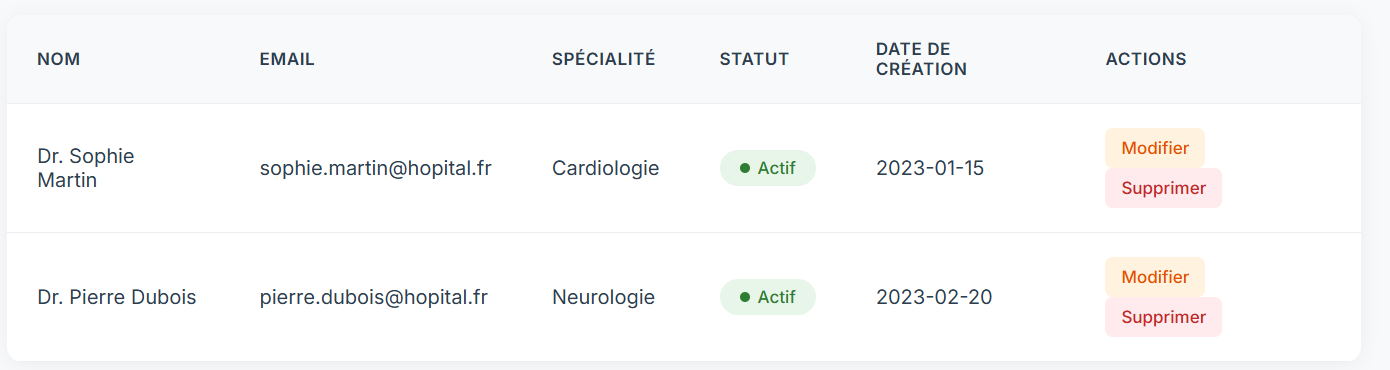 NOM EMAIL SPÉCIALITÉ STATUT DATE DE CRÉATION ACTIONS
Dr. Sophie Martin sophie.martin@hopital.fr Cardiologie Actif 2023-01-15 Modifier Supprimer
Dr. Pierre Dubois pierre.dubois@hopital.fr Neurologie Actif 2023-02-20 Modifier Supprimer